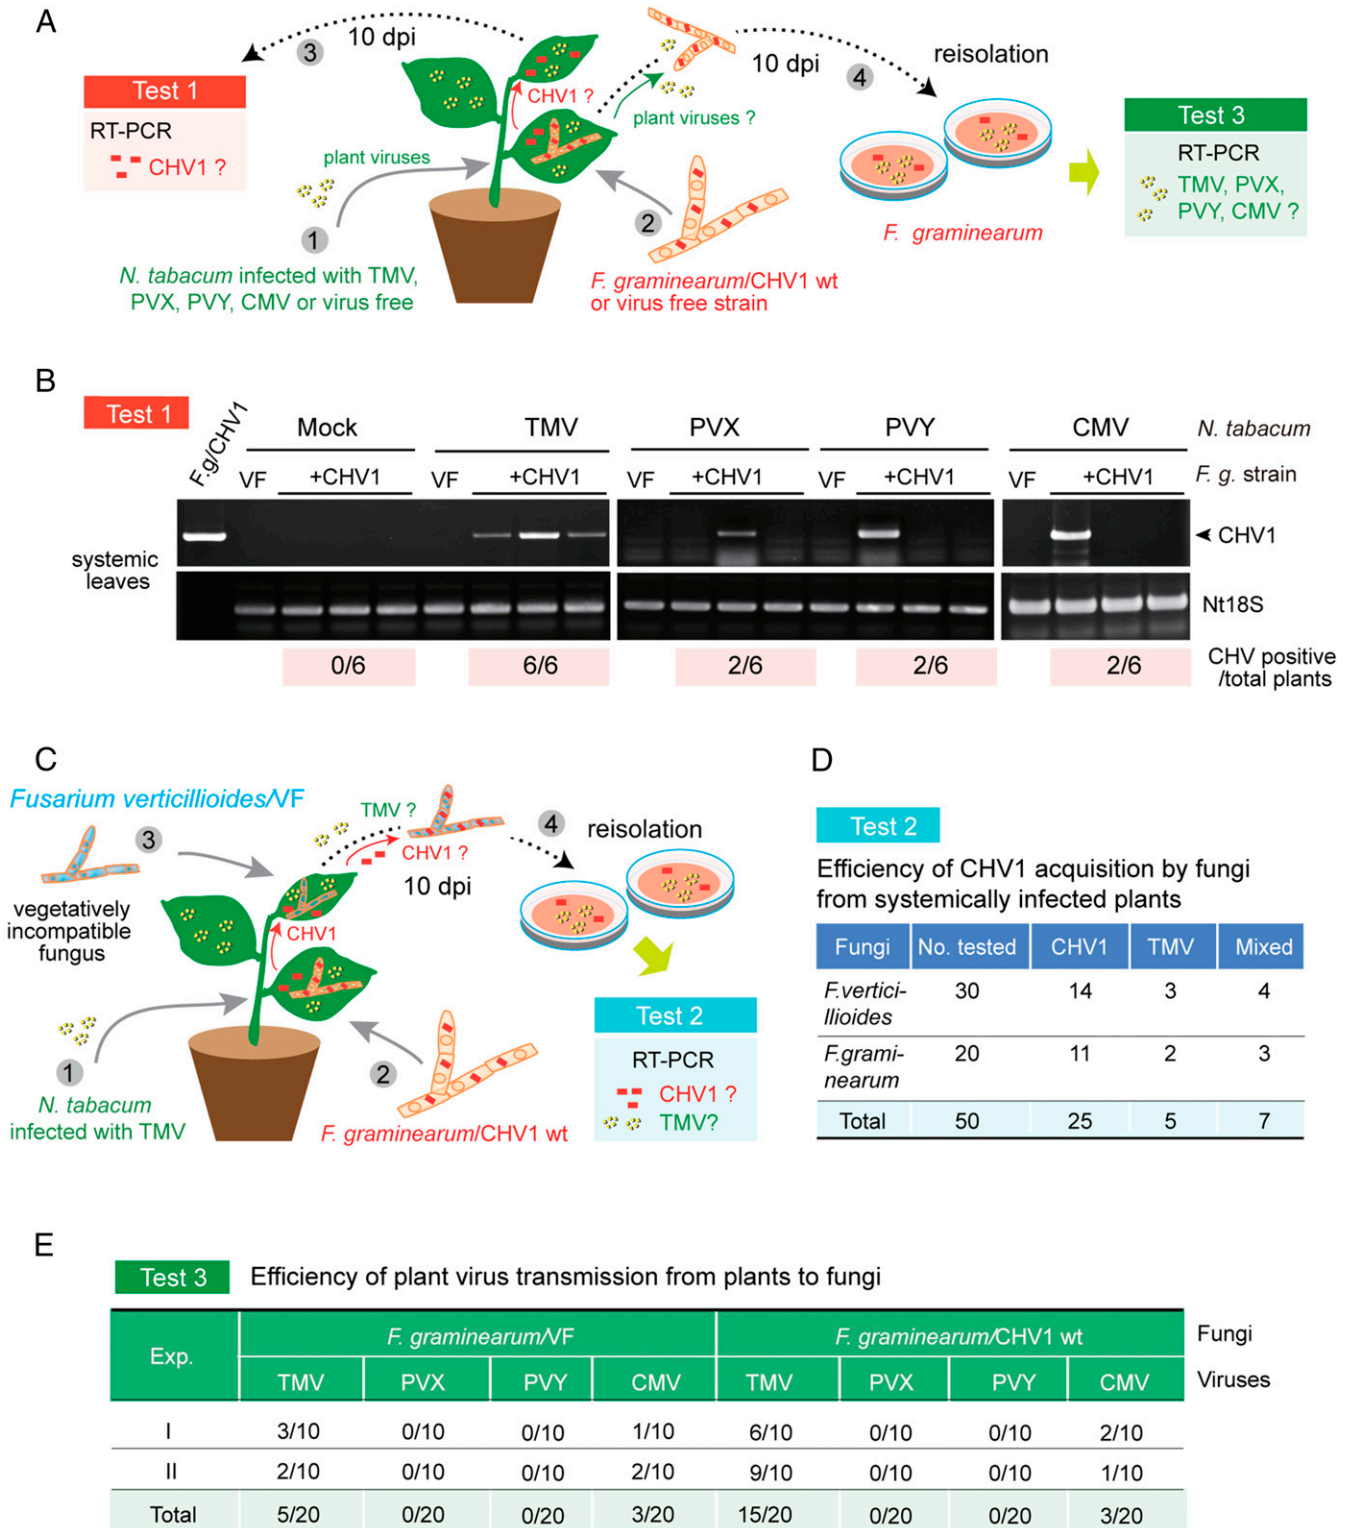 A
3
10 dpi
Test 1
RT-PCR
CHV1 ?
plant viruses
1
N. tabacum infected with TMV,
PVX, PVY, CMV or virus free
CHV1 ?
plant viruses ?
2
F. graminearum/CHV1 wt
or virus free strain
10 dpi
4
reisolation
F. graminearum
Test 3
RT-PCR
TMV, PVX,
PVY, CMV ?
B
Test 1
F.g/CHV1
Mock TMV PVX PVY CMV N. tabacum
VF +CHV1 VF +CHV1 VF +CHV1 VF +CHV1 VF +CHV1 F. g. strain
systemic
leaves
CHV1
Nt18S
0/6 6/6 2/6 2/6 2/6
CHV positive
/total plants
C
Fusarium verticillioides/VF
3
vegetatively
incompatible
fungus
TMV ?
CHV1 ?
10 dpi
4
reisolation
CHV1
1
N. tabacum
infected with TMV
2
F. graminearum/CHV1 wt
Test 2
RT-PCR
CHV1 ?
TMV?
D
Test 2
Efficiency of CHV1 acquisition by fungi
from systemically infected plants
Fungi No. tested CHV1 TMV Mixed
F.vertici-
llioides 30 14 3 4
F.grami-
nearum 20 11 2 3
Total 50 25 5 7
E
Test 3 Efficiency of plant virus transmission from plants to fungi
Exp. F. graminearum/VF F. graminearum/CHV1 wt Fungi
TMV PVX PVY CMV TMV PVX PVY CMV Viruses
I 3/10 0/10 0/10 1/10 6/10 0/10 0/10 2/10
II 2/10 0/10 0/10 2/10 9/10 0/10 0/10 1/10
Total 5/20 0/20 0/20 3/20 15/20 0/20 0/20 3/20